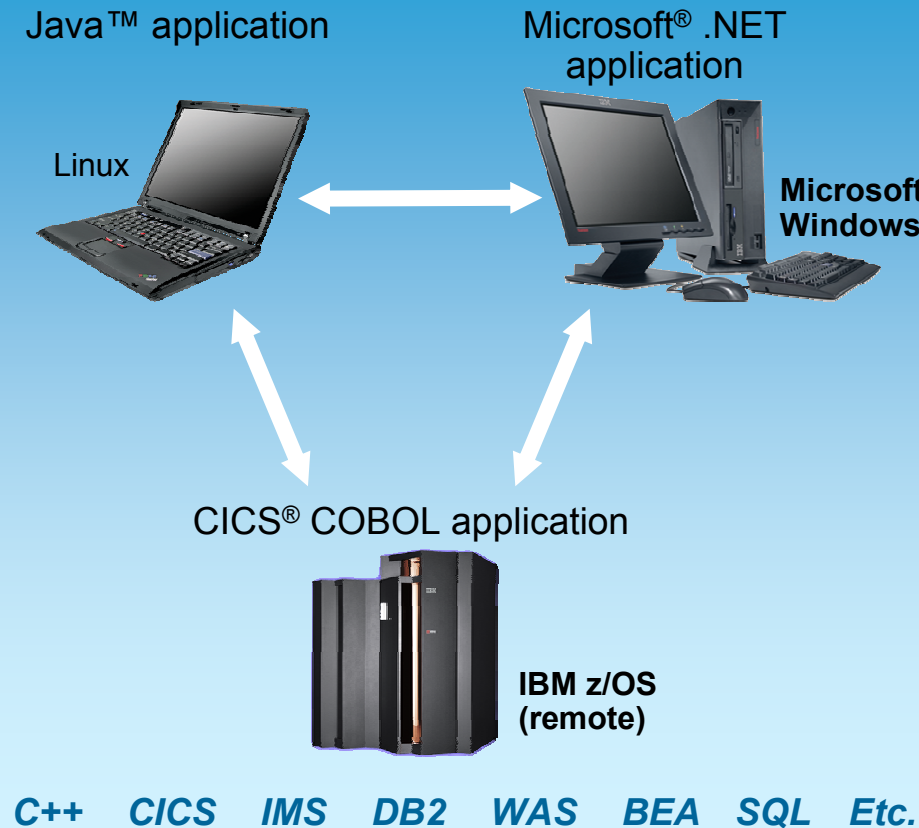 Java™ application
Microsoft® .NET
application
Linux
Microsoft
Windows
CICS® COBOL application
IBM z/OS
(remote)
C++ CICS IMS DB2 WAS BEA SQL Etc.